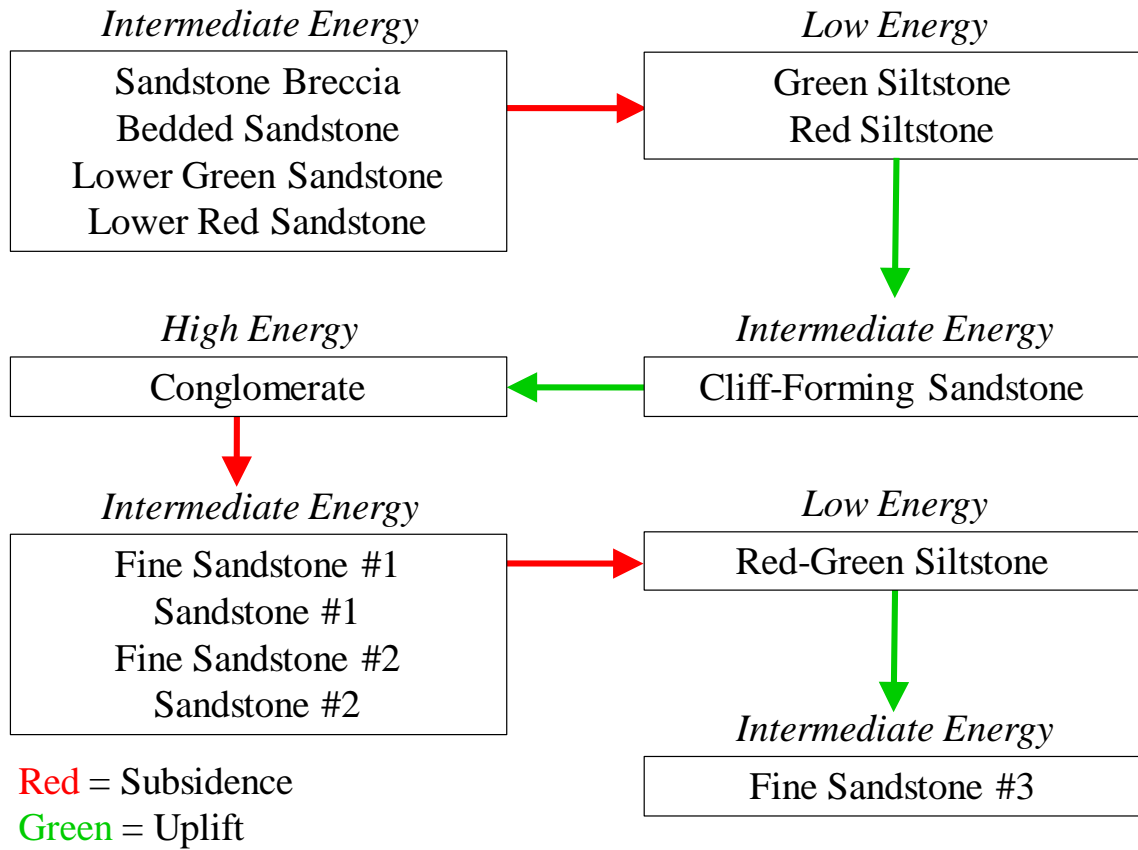 Intermediate Energy
Sandstone Breccia
Bedded Sandstone
Lower Green Sandstone
Lower Red Sandstone
Low Energy
Green Siltstone
Red Siltstone
Intermediate Energy
Cliff-Forming Sandstone
High Energy
Conglomerate
Intermediate Energy
Fine Sandstone #1
Sandstone #1
Fine Sandstone #2
Sandstone #2
Low Energy
Red-Green Siltstone
Intermediate Energy
Fine Sandstone #3
Red = Subsidence
Green = Uplift